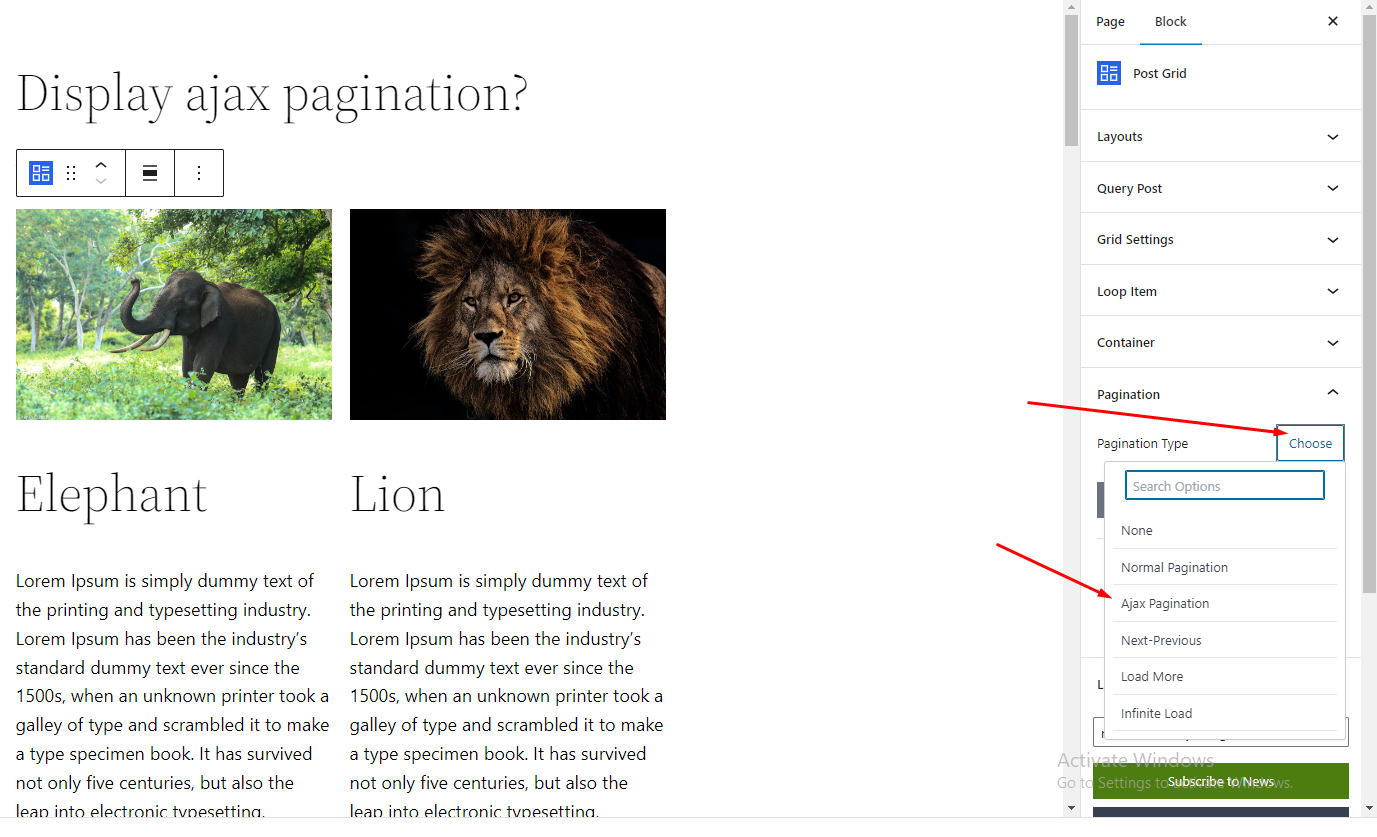 Display ajax pagination?
Elephant
Lorem Ipsum is simply dummy text of
the printing and typesetting industry.
Lorem Ipsum has been the industry’s
standard dummy text ever since the
1500s, when an unknown printer took a
galley of type and scrambled it to make
a type specimen book. It has survived
not only five centuries, but also the
leap into electronic typesetting.
Lion
Lorem Ipsum is simply dummy text of
the printing and typesetting industry.
Lorem Ipsum has been the industry’s
standard dummy text ever since the
1500s, when an unknown printer took a
galley of type and scrambled it to make
a type specimen book. It has survived
not only five centuries, but also the
leap into electronic typesetting.
Page Block
Post Grid
Layouts
Query Post
Grid Settings
Loop Item
Container
Pagination
Pagination Type Choose
Search Options
None
Normal Pagination
Ajax Pagination
Next-Previous
Load More
Infinite Load
Activate Windows
Go to Settings to activate Windows.
Subscribe to News